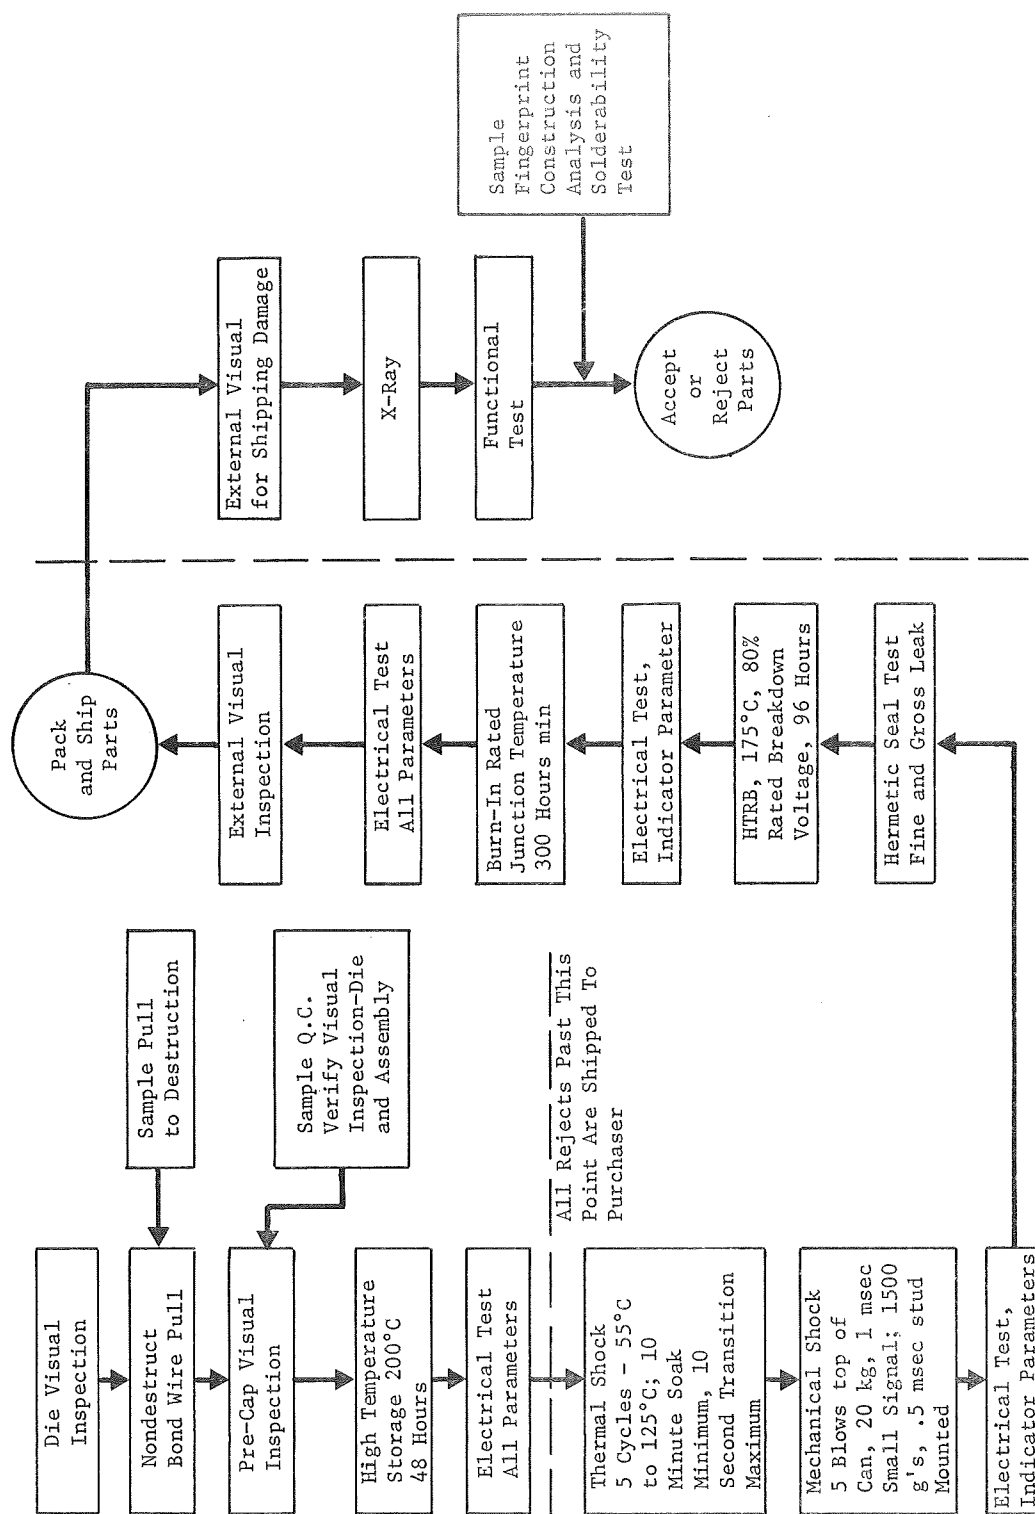 Die Visual
Inspection
Nondestruct
Bond Wire Pull
Sample Pull
to Destruction
Pre-Cap Visual
Inspection
Sample Q.C.
Verify Visual
Inspection-Die
and Assembly
High Temperature
Storage 200°C
48 Hours
Electrical Test
All Parameters
All Rejects Past This
Point Are Shipped To
Purchaser
Thermal Shock
5 Cycles - 55°C
to 125°C; 10
Minute Soak
Minimum, 10
Second Transition
Maximum
Mechanical Shock
5 Blows top of
Can, 20 kg, 1 msec
Small Signal; 1500
g's, .5 msec stud
Mounted
Electrical Test,
Indicator Parameters
Hermetic Seal Test
Fine and Gross Leak
HTRB, 175°C, 80%
Rated Breakdown
Voltage, 96 Hours
Electrical Test,
Indicator Parameter
Burn-In Rated
Junction Temperature
300 Hours min
Electrical Test
All Parameters
External Visual
Inspection
Pack
and Ship
Parts
External Visual
for Shipping Damage
X-Ray
Functional
Test
Sample
Fingerprint
Construction
Analysis and
Solderability
Test
Accept
or
Reject
Parts